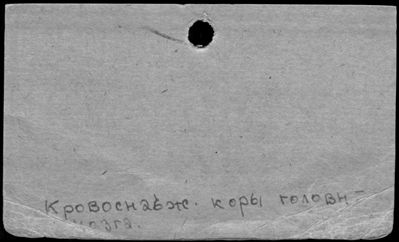 Кровоснабж. коры головн–
мозга.